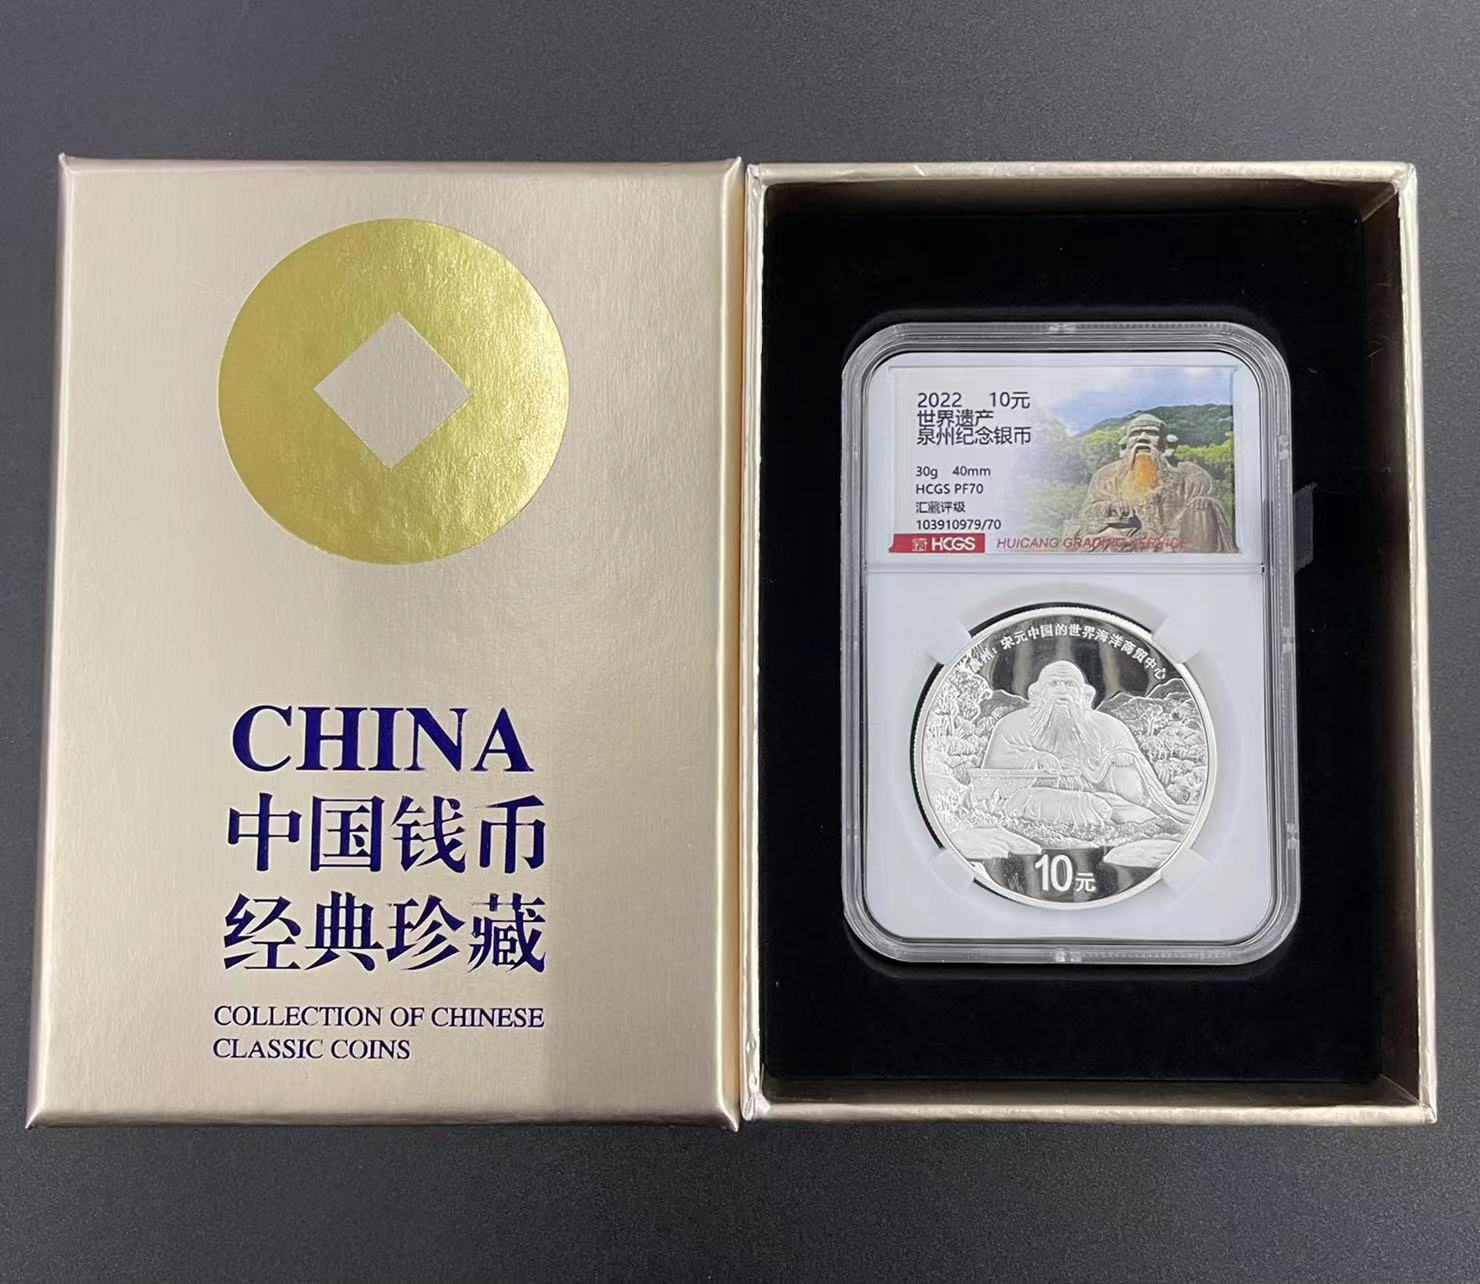 CHINA
中国钱币
经典珍藏
COLLECTION OF CHINESE
CLASSIC COINS
2022 10元
世界遗产
泉州纪念银币
30g 40mm
HCGS PF70
汇藏评级
103910979/70
HCGS HUICANG GRADING SERVICE
泉州：宋元中国的世界海洋商贸中心
10元